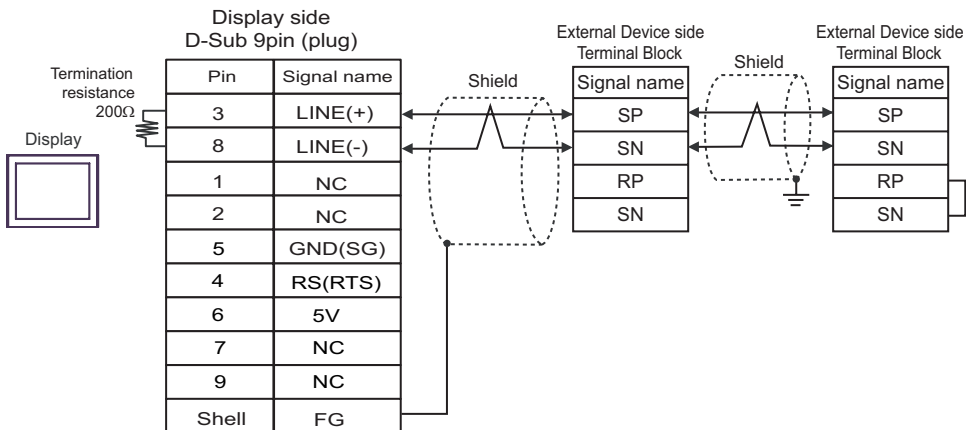 Display side
D-Sub 9pin (plug)
Termination
resistance
200Ω
Display
Pin Signal name
3 LINE(+)
8 LINE(-)
1 NC
2 NC
5 GND(SG)
4 RS(RTS)
6 5V
7 NC
9 NC
Shell FG
Shield
External Device side
Terminal Block
Signal name
SP
SN
RP
SN
Shield
External Device side
Terminal Block
Signal name
SP
SN
RP
SN